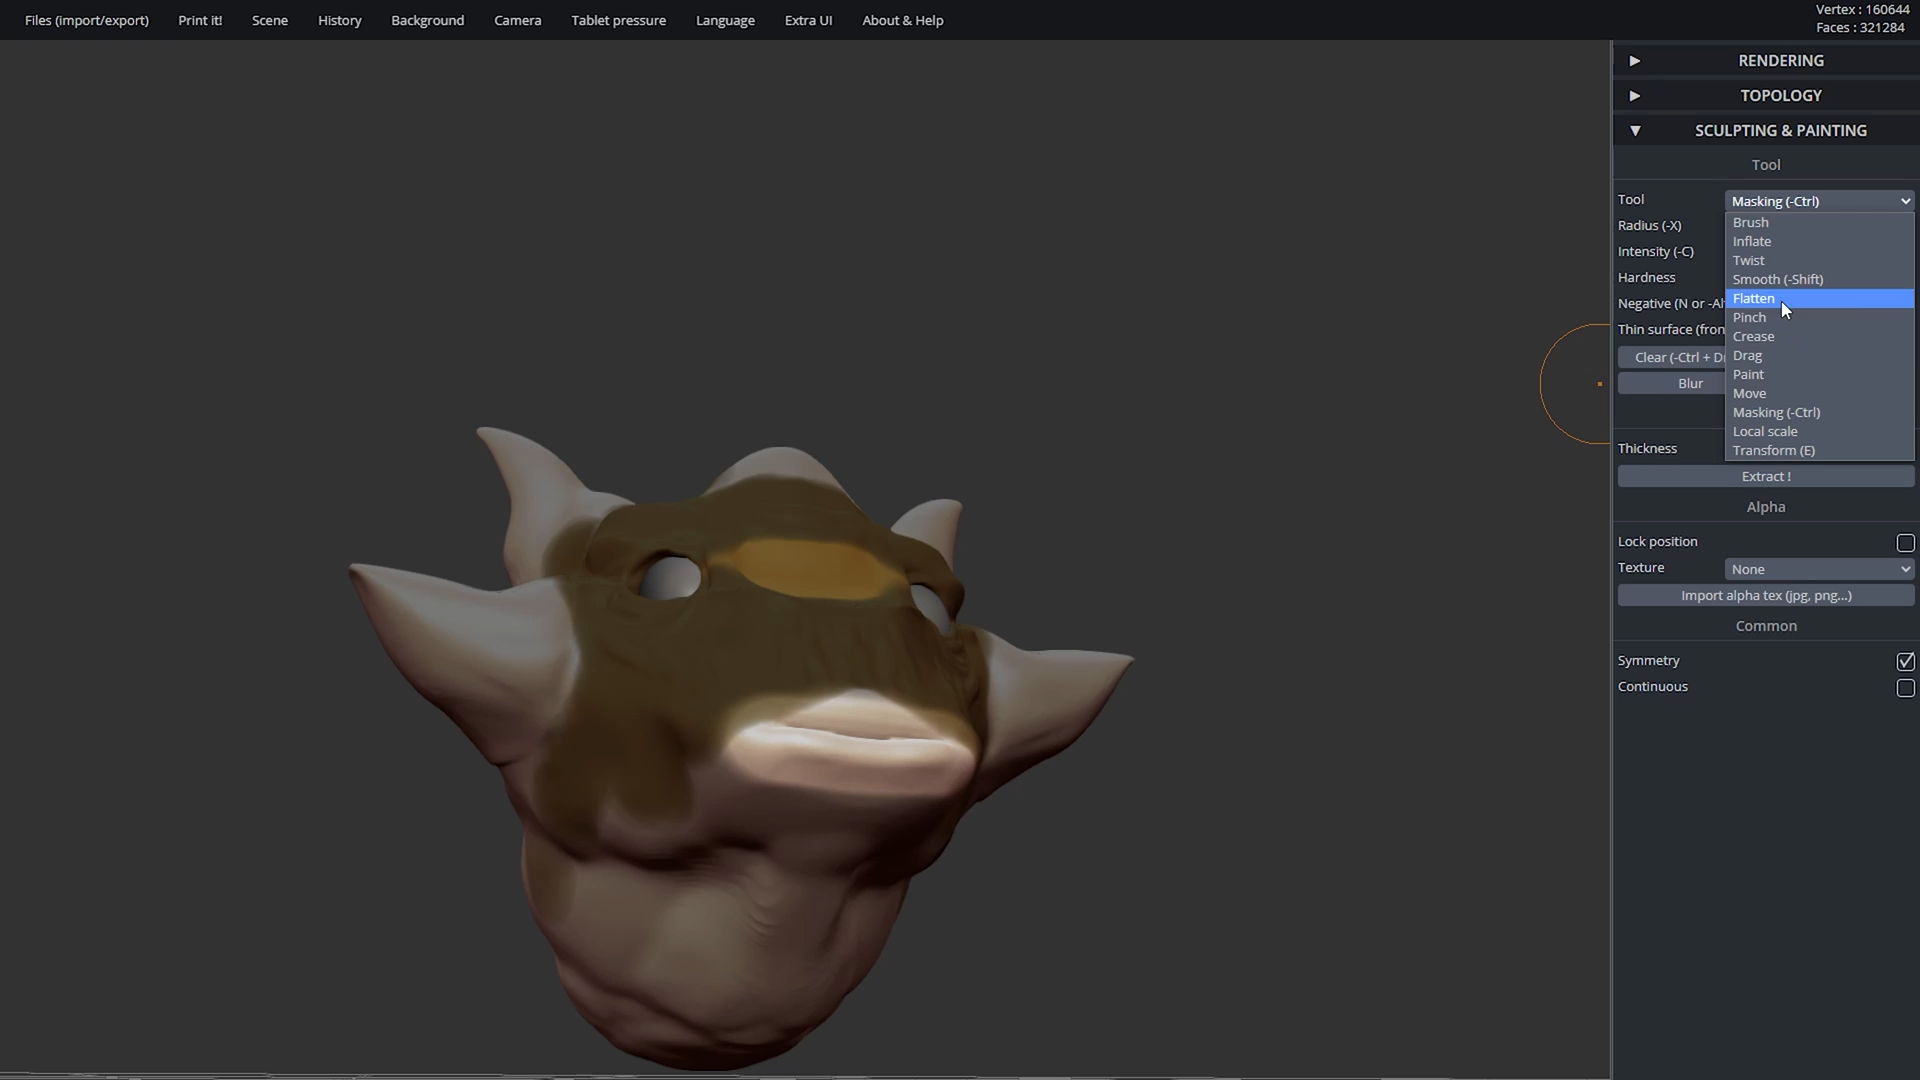 Files (import/export) Print it! Scene History Background Camera Tablet pressure Language Extra UI About & Help
Vertex : 160644
Faces : 321284
RENDERING
TOPOLOGY
SCULPTING & PAINTING
Tool
Tool Masking (-Ctrl)
Radius (-X)
Intensity (-C)
Hardness
Negative (N or -Al
Thin surface (fron
Clear (-Ctrl + Dr
Blur
Brush
Inflate
Twist
Smooth (-Shift)
Flatten
Pinch
Crease
Drag
Paint
Move
Masking (-Ctrl)
Local scale
Transform (E)
Thickness
Extract !
Alpha
Lock position
Texture None
Import alpha tex (jpg, png...)
Common
Symmetry
Continuous